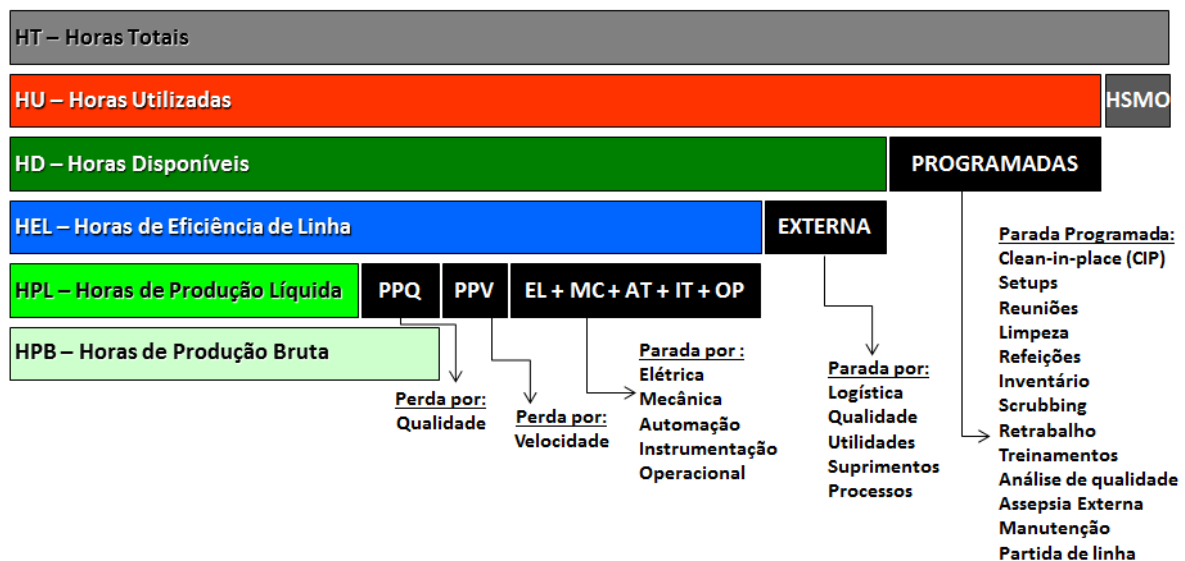 HT – Horas Totais
HU – Horas Utilizadas
HSMO
HD – Horas Disponíveis
PROGRAMADAS
HEL – Horas de Eficiência de Linha
EXTERNA
HPL – Horas de Produção Líquida
PPQ
PPV
EL + MC + AT + IT + OP
HPB – Horas de Produção Bruta
Perda por:
Qualidade
Perda por:
Velocidade
Parada por :
Elétrica
Mecânica
Automação
Instrumentação
Operacional
Parada por:
Logística
Qualidade
Utilidades
Suprimentos
Processos
Parada Programada:
Clean-in-place (CIP)
Setups
Reuniões
Limpeza
Refeições
Inventário
Scrubbing
Retrabalho
Treinamentos
Análise de qualidade
Assepsia Externa
Manutenção
Partida de linha